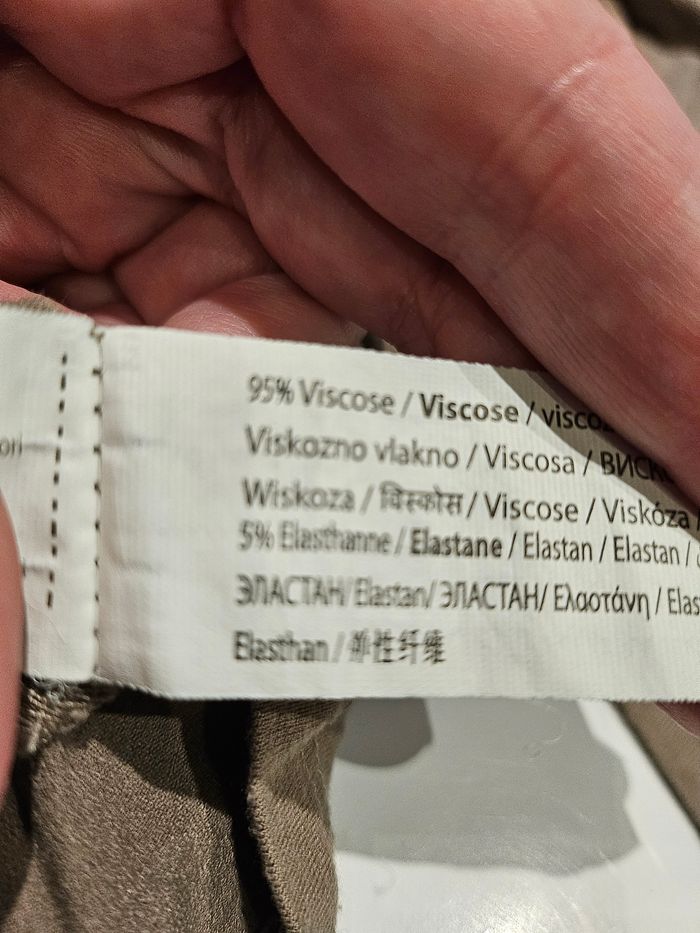 ori
95% Viscose / Viscose /
Viskozno vlakno / Viscosa /
Wiskoza / विस्कोस / Viscose / Viskóza /
5% Elasthanne / Elastane / Elastan / Elastan /
ЭЛАСТАН/ Elastan/ ЭЛАСТАН/ Ελαστάνη /
Elasthan / 弹性纤维